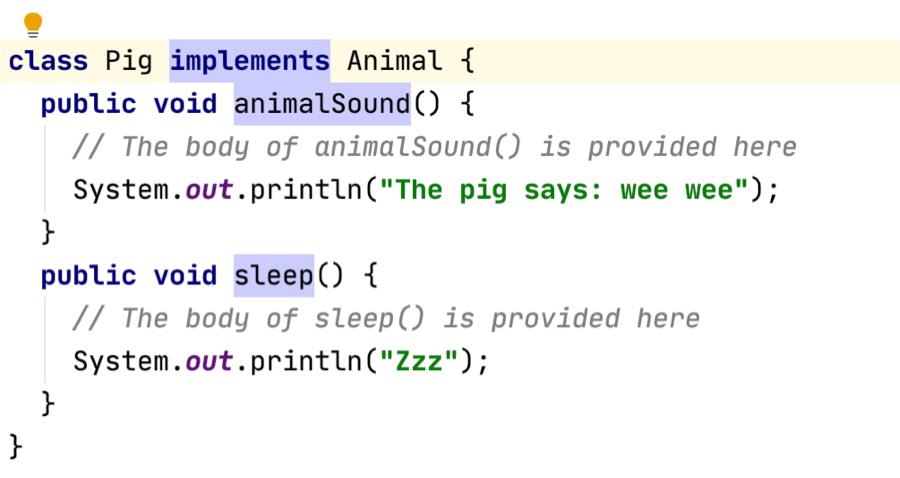 class Pig implements Animal {
public void animalSound() {
// The body of animalSound() is provided here
System.out.println("The pig says: wee wee");
}
public void sleep() {
// The body of sleep() is provided here
System.out.println("Zzz");
}
}